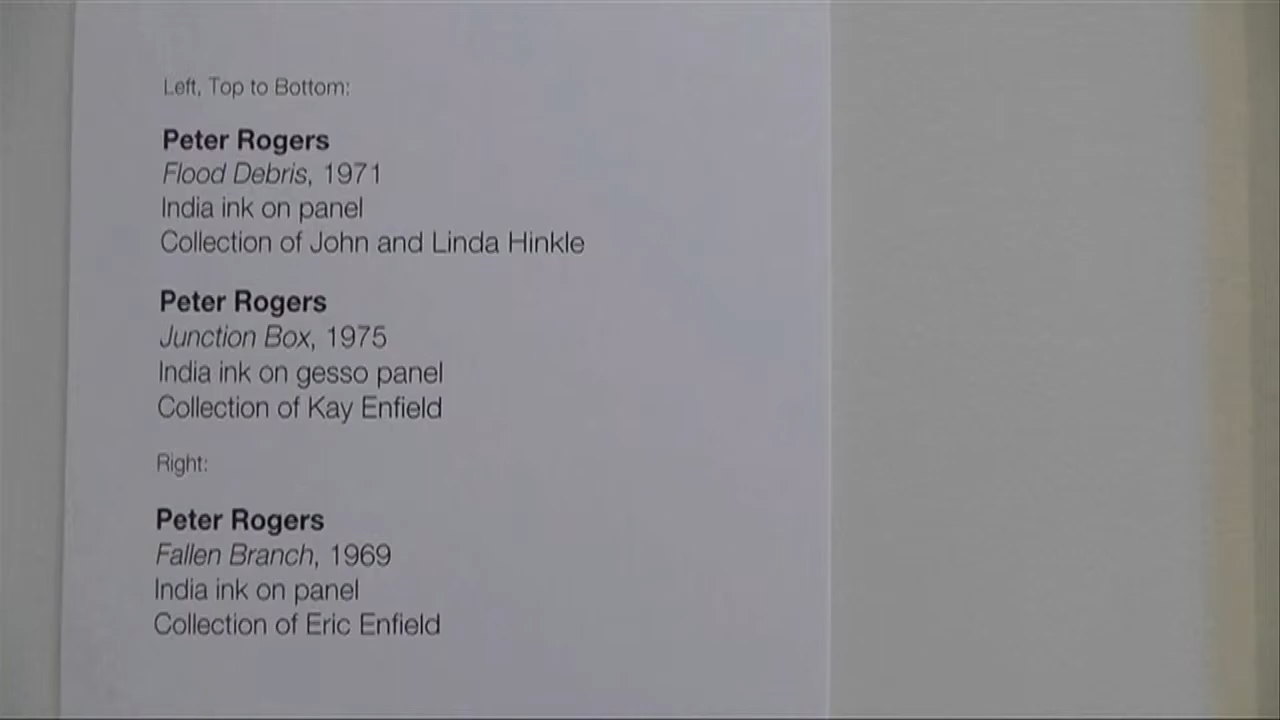 Left, Top to Bottom:
Peter Rogers
Flood Debris, 1971
India ink on panel
Collection of John and Linda Hinkle
Peter Rogers
Junction Box, 1975
India ink on gesso panel
Collection of Kay Enfield
Right:
Peter Rogers
Fallen Branch, 1969
India ink on panel
Collection of Eric Enfield